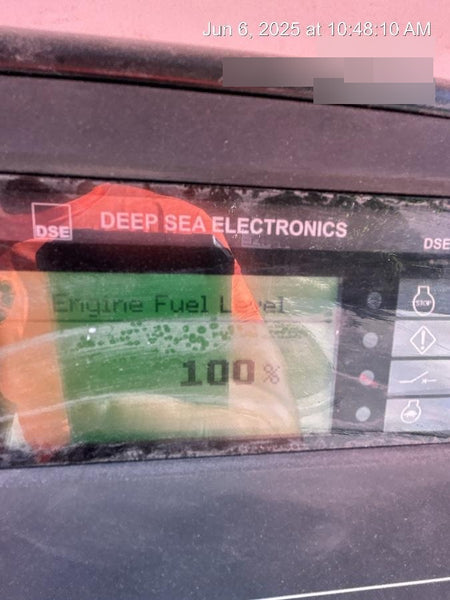 Jun 6, 2025 at 10:48:10 AM
DSE
DEEP SEA ELECTRONICS
DSE
Engine Fuel Level
100%
STOP